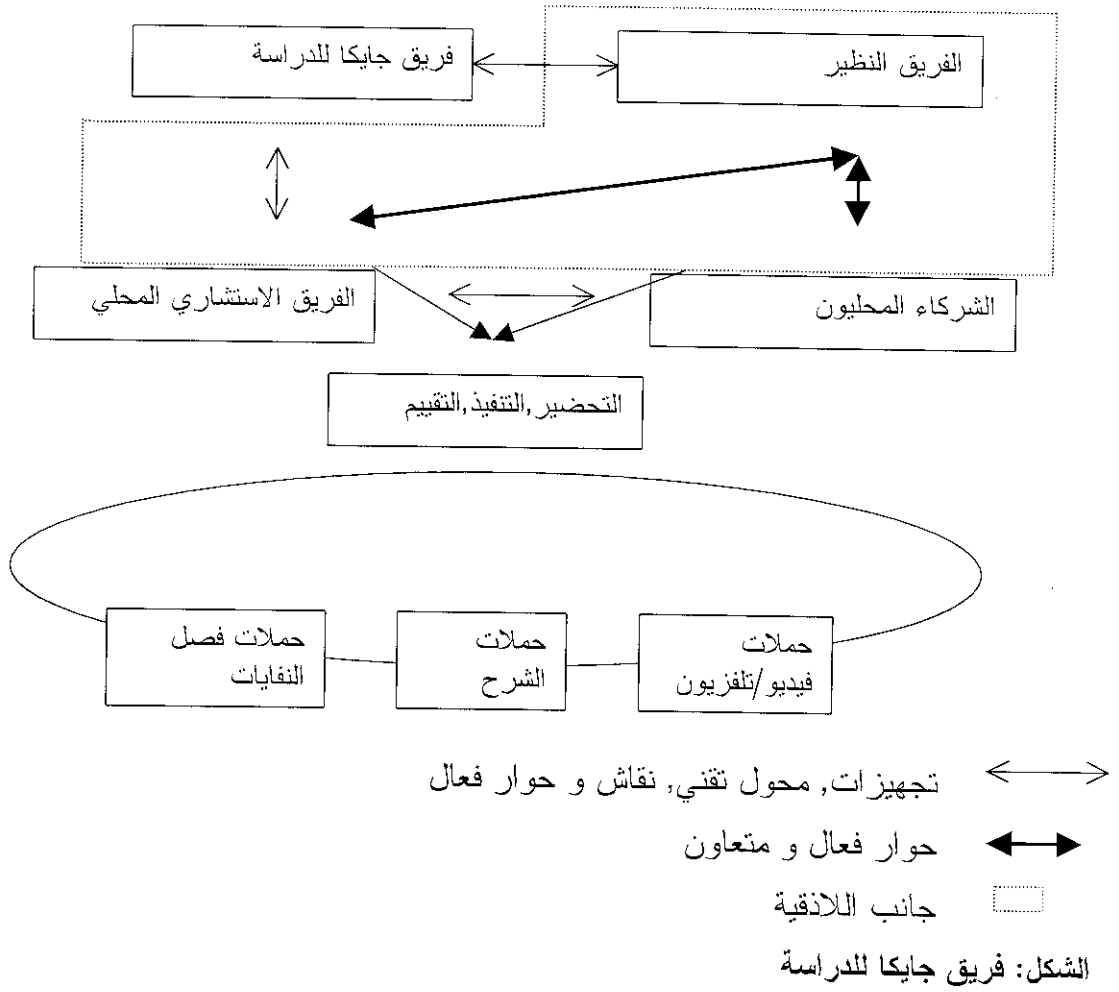 فريق جايكا للدراسة
الفريق النظير
الفريق الاستشاري المحلي
الشركاء المحليون
التحضير,التنفيذ,التقييم
حملات فصل
النفايات
حملات
الشرح
حملات
فيديو/تلفزيون
تجهيزات, محول تقني, نقاش و حوار فعال
حوار فعال و متعاون
جانب اللاذقية
الشكل: فريق جايكا للدراسة